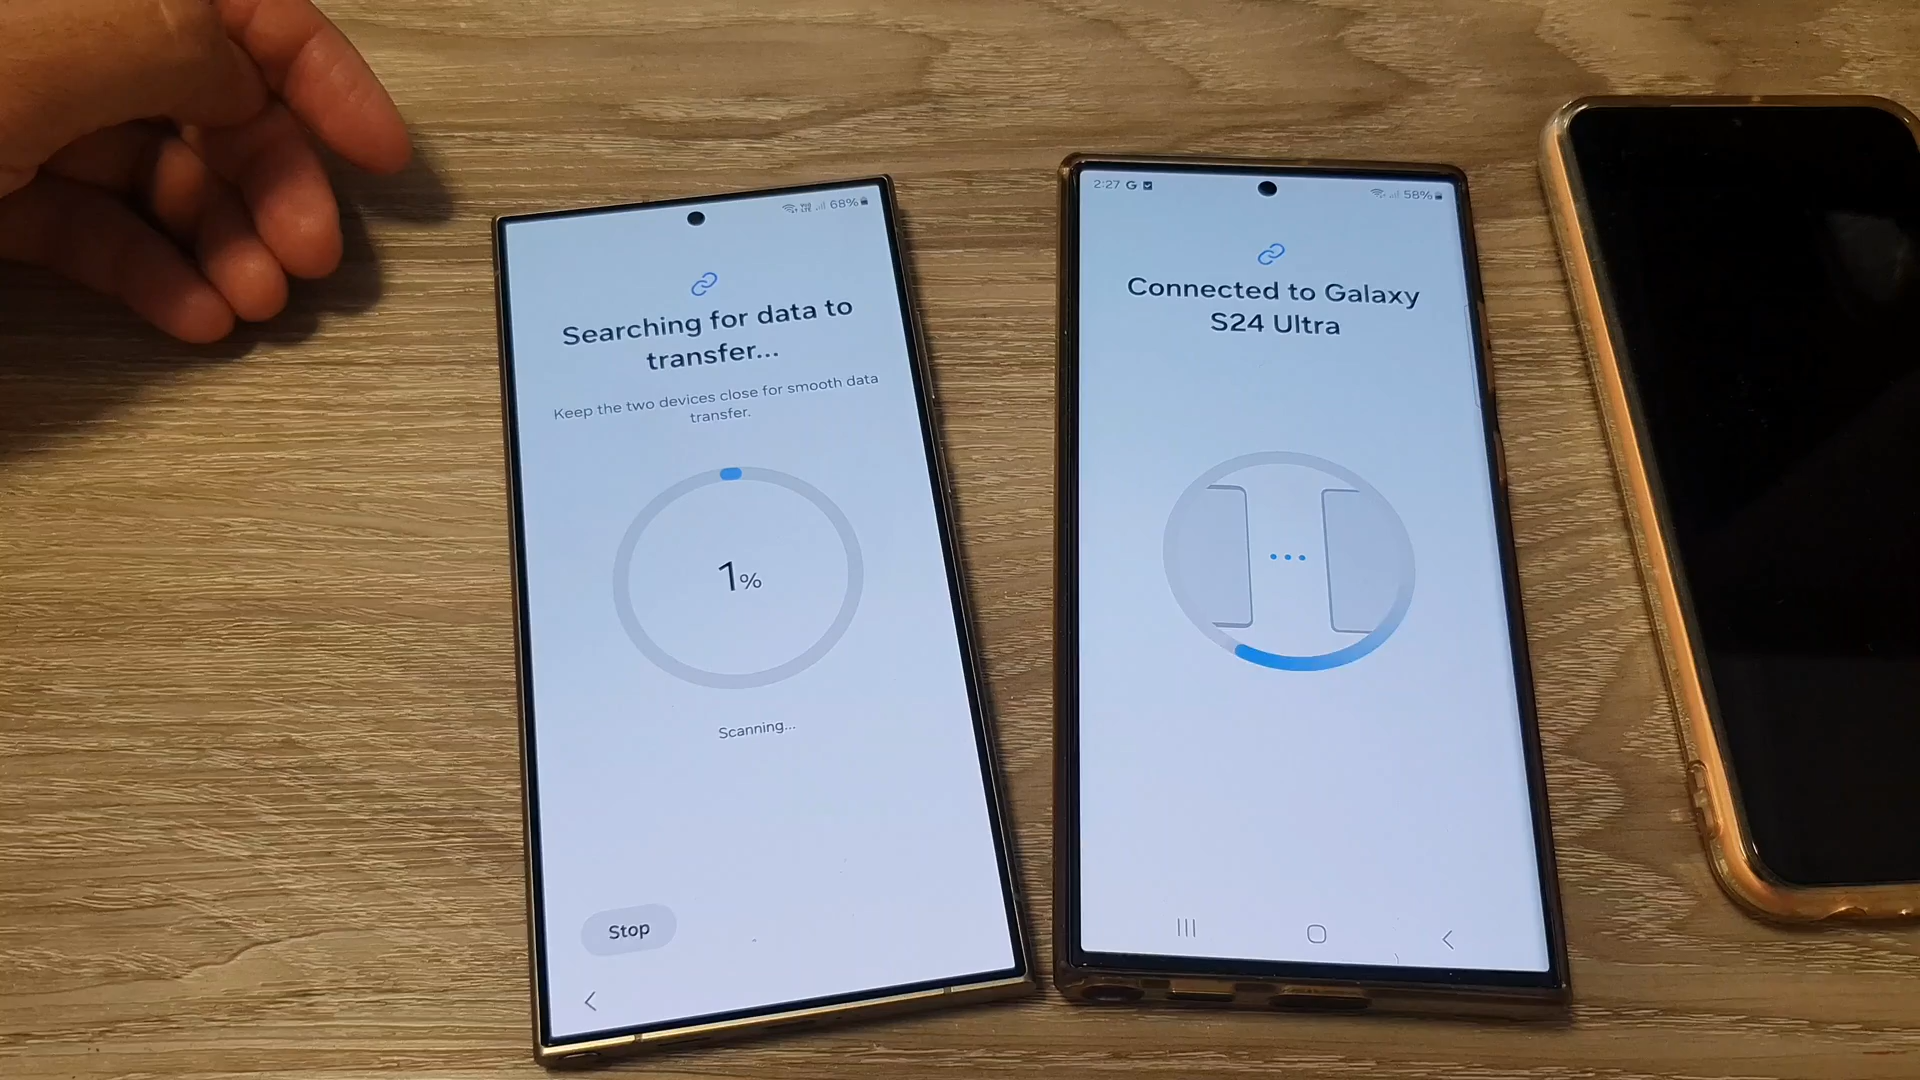 68%
Searching for data to
transfer...
Keep the two devices close for smooth data
transfer.
1%
Scanning...
Stop
2:27 G
58%
Connected to Galaxy
S24 Ultra